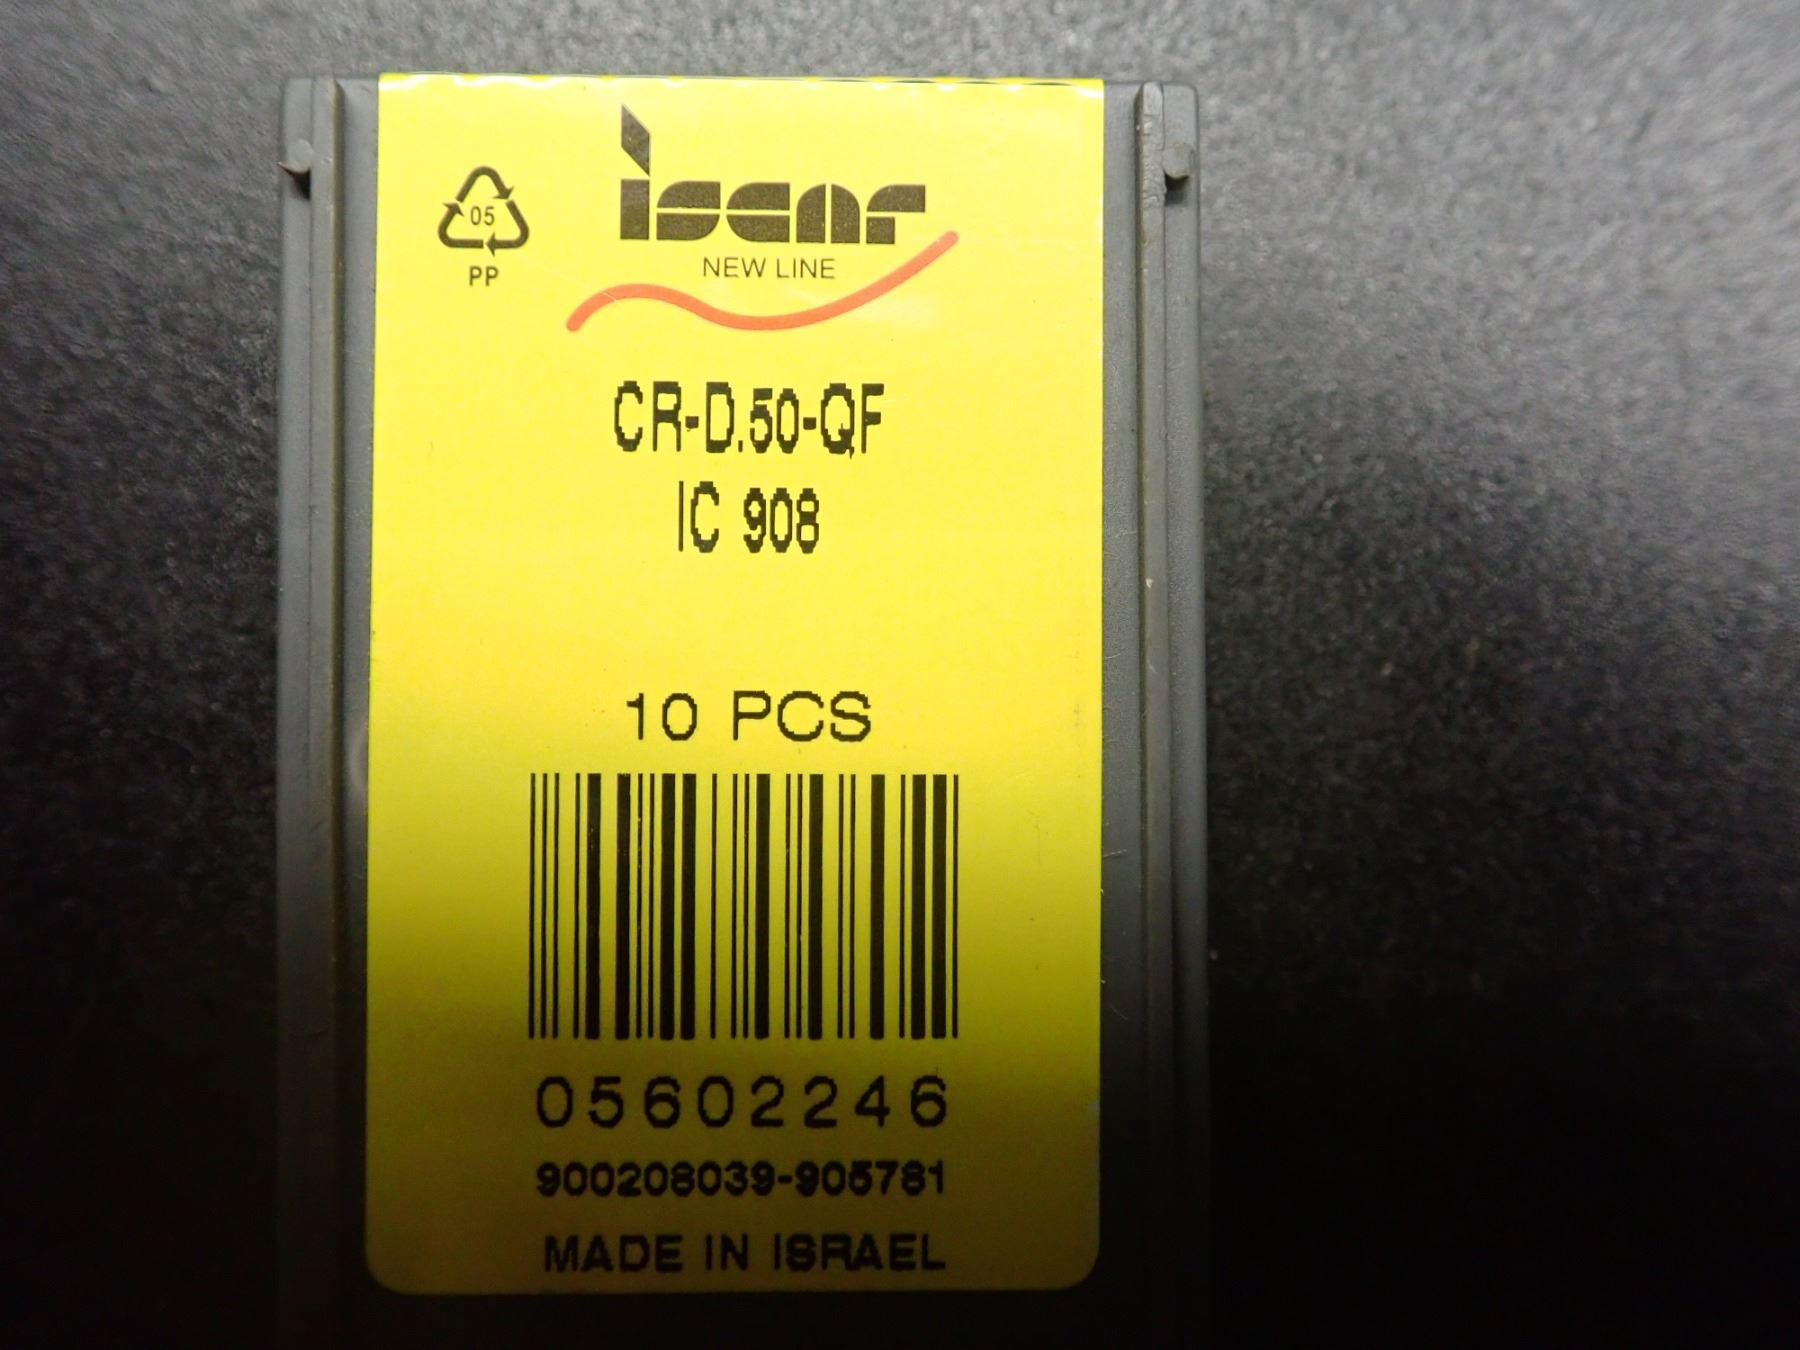 iscar
NEW LINE
05
PP
CR-D.50-QF
IC 908
10 PCS
05602246
900208039-905781
MADE IN ISRAEL